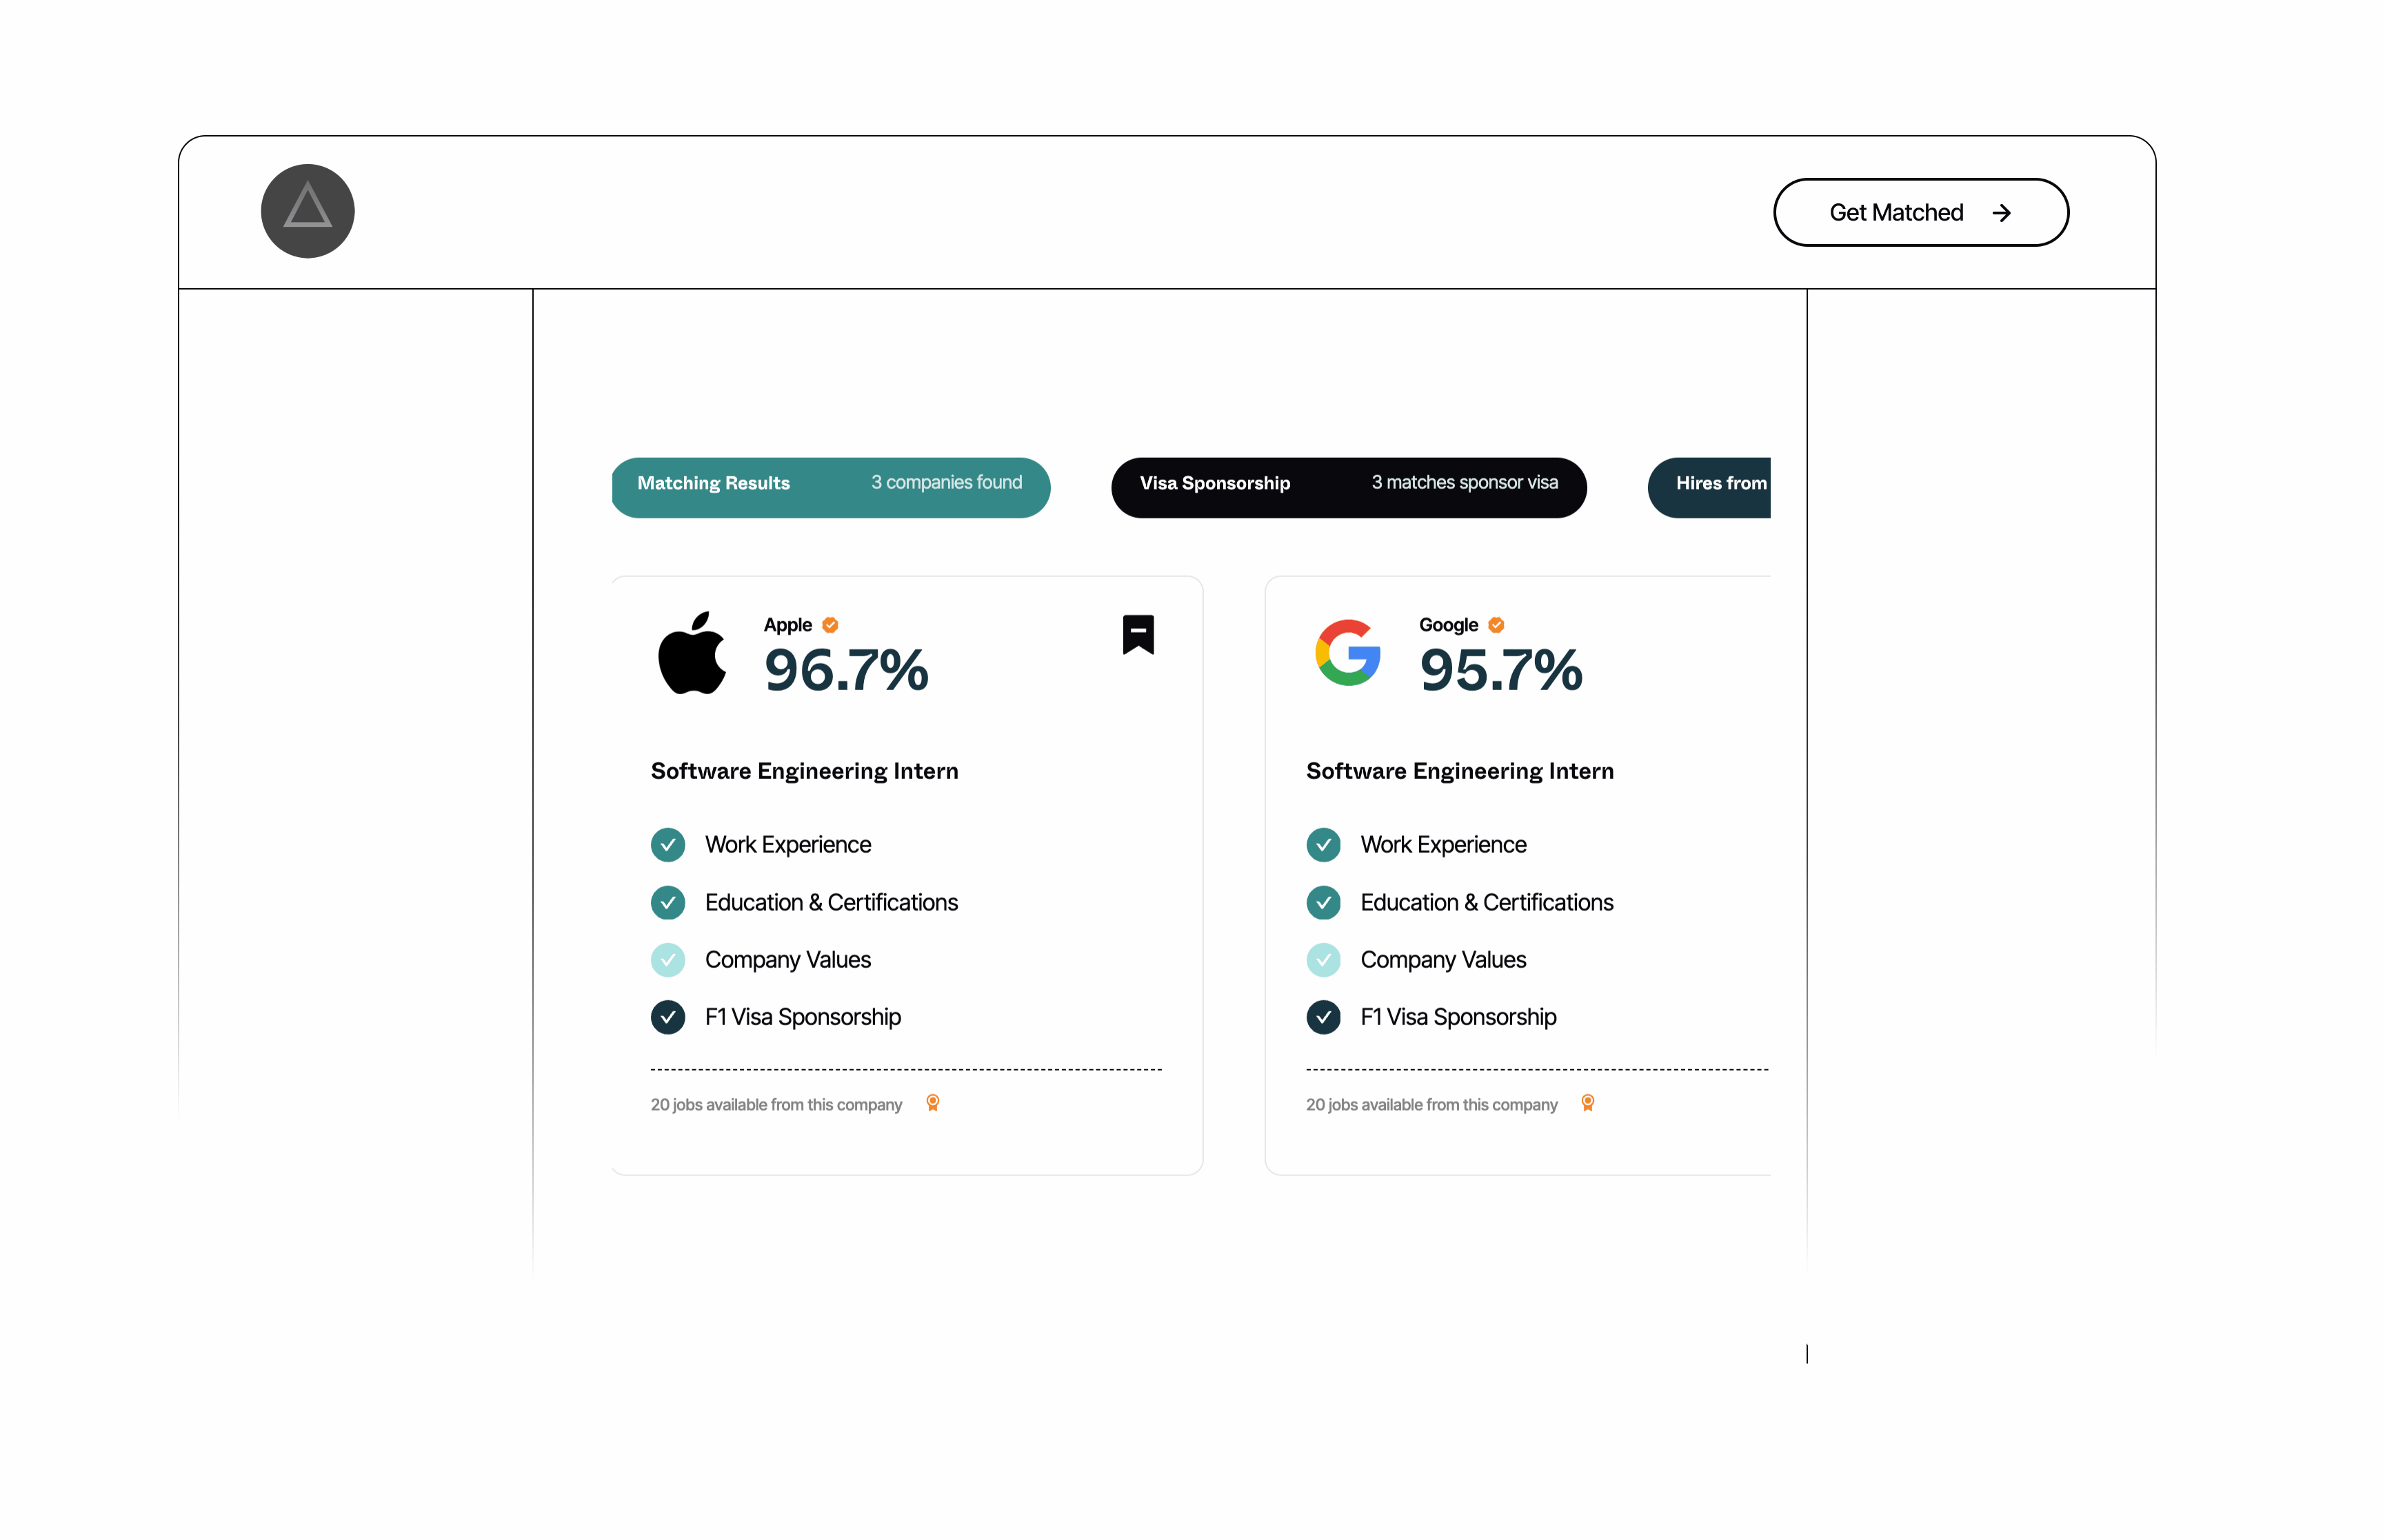 Get Matched
Matching Results 3 companies found
Visa Sponsorship 3 matches sponsor visa
Hires from
Apple
96.7%
Software Engineering Intern
Work Experience
Education & Certifications
Company Values
F1 Visa Sponsorship
20 jobs available from this company
Google
95.7%
Software Engineering Intern
Work Experience
Education & Certifications
Company Values
F1 Visa Sponsorship
20 jobs available from this company